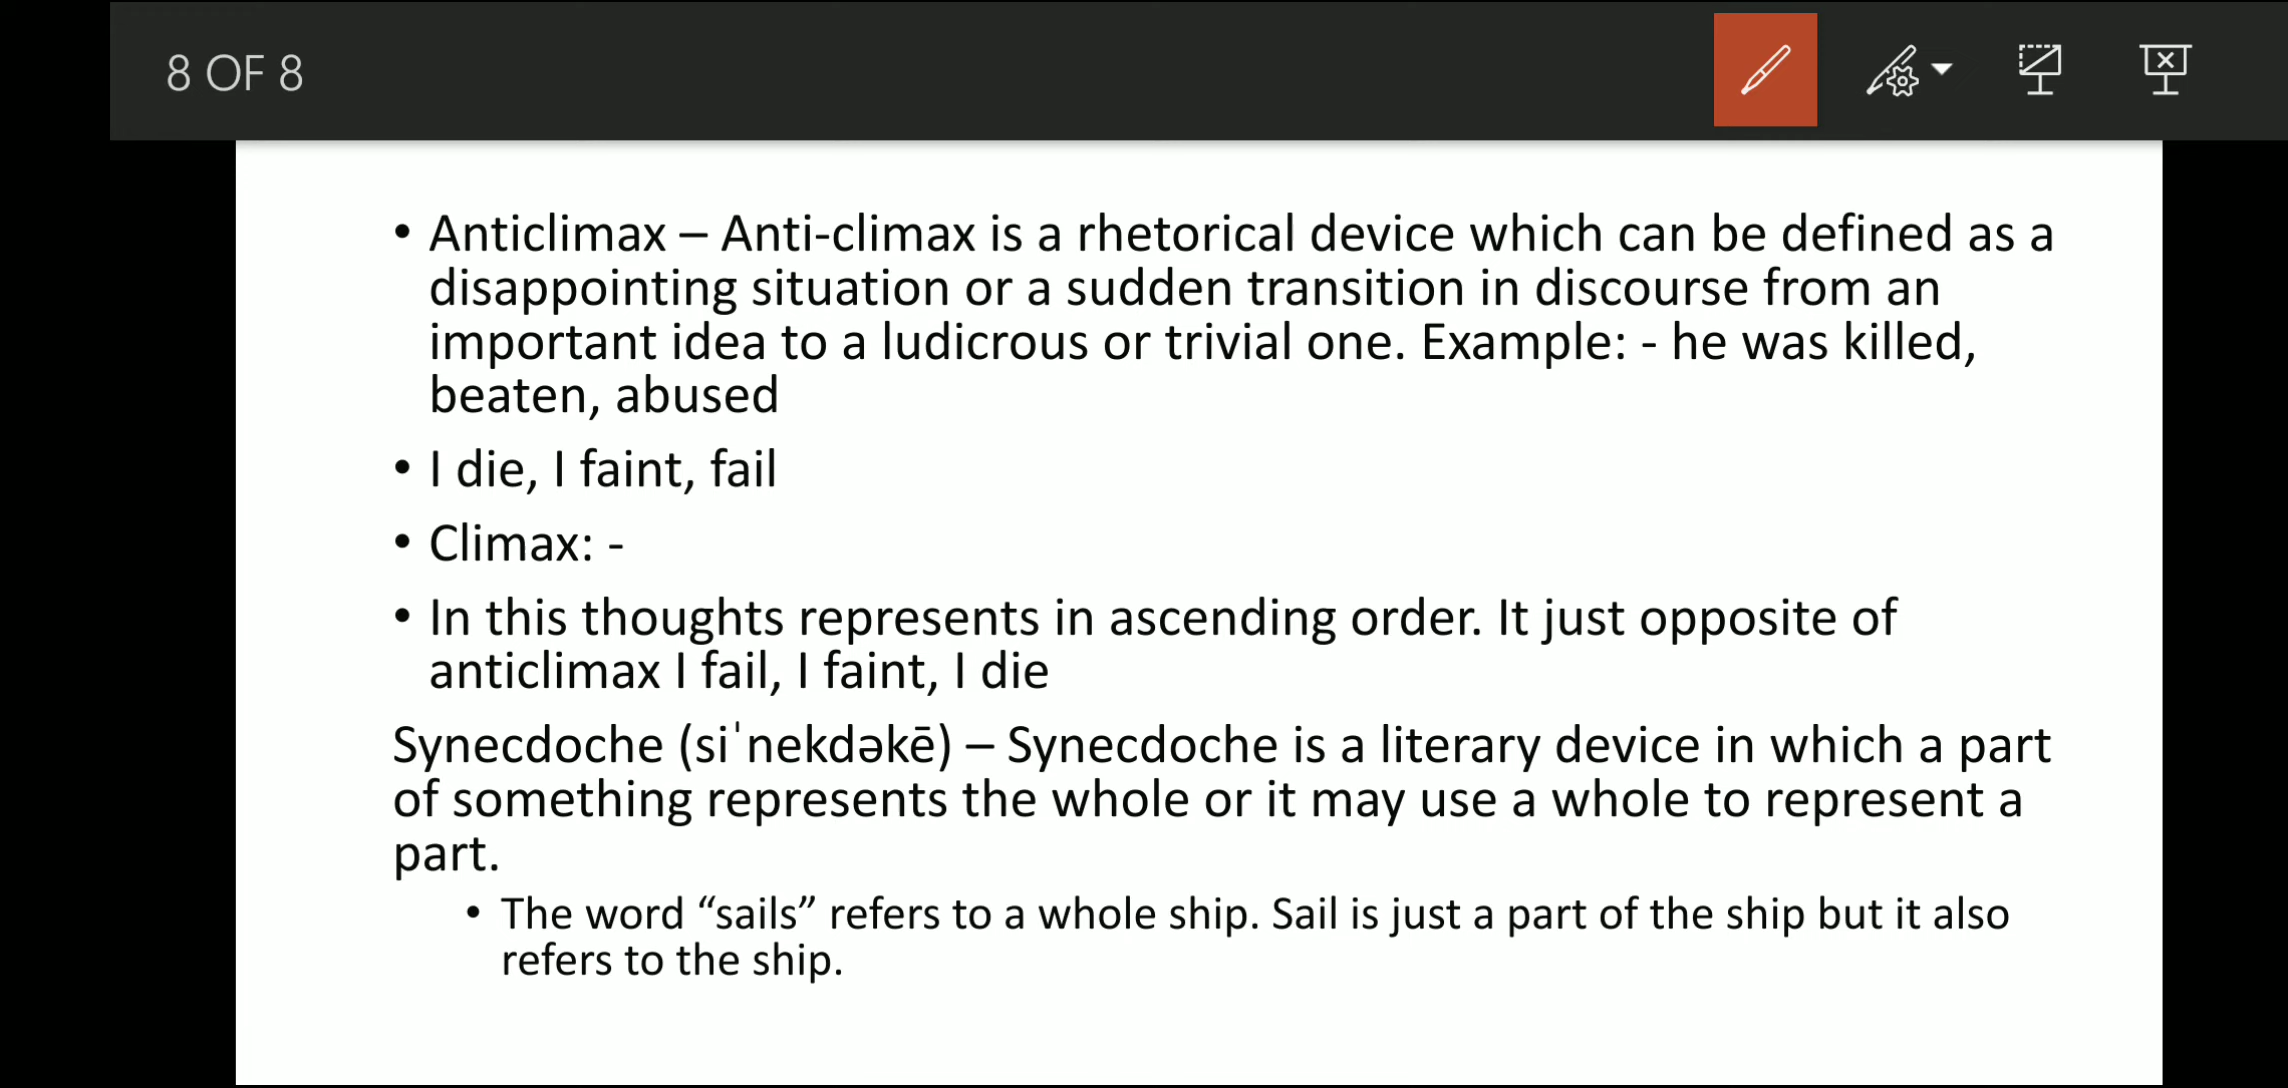 8 OF 8
• Anticlimax – Anti-climax is a rhetorical device which can be defined as a
disappointing situation or a sudden transition in discourse from an
important idea to a ludicrous or trivial one. Example: - he was killed,
beaten, abused
• I die, I faint, fail
• Climax: -
• In this thoughts represents in ascending order. It just opposite of
anticlimax I fail, I faint, I die
Synecdoche (siˈnekdəkē) – Synecdoche is a literary device in which a part
of something represents the whole or it may use a whole to represent a
part.
• The word “sails” refers to a whole ship. Sail is just a part of the ship but it also
refers to the ship.